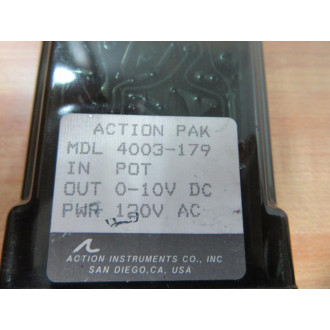 ACTION PAK
MDL 4003-179
IN POT
OUT 0-10V DC
PWR 120V AC
ACTION INSTRUMENTS CO., INC
SAN DIEGO, CA, USA